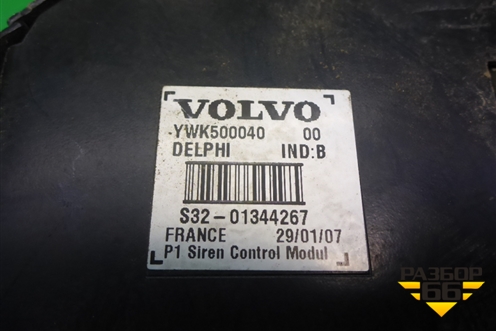 VOLVO
YWK500040 00
DELPHI IND:B
S32-01344267
FRANCE 29/01/07
P1 Siren Control Modul
РАЗБОР
66